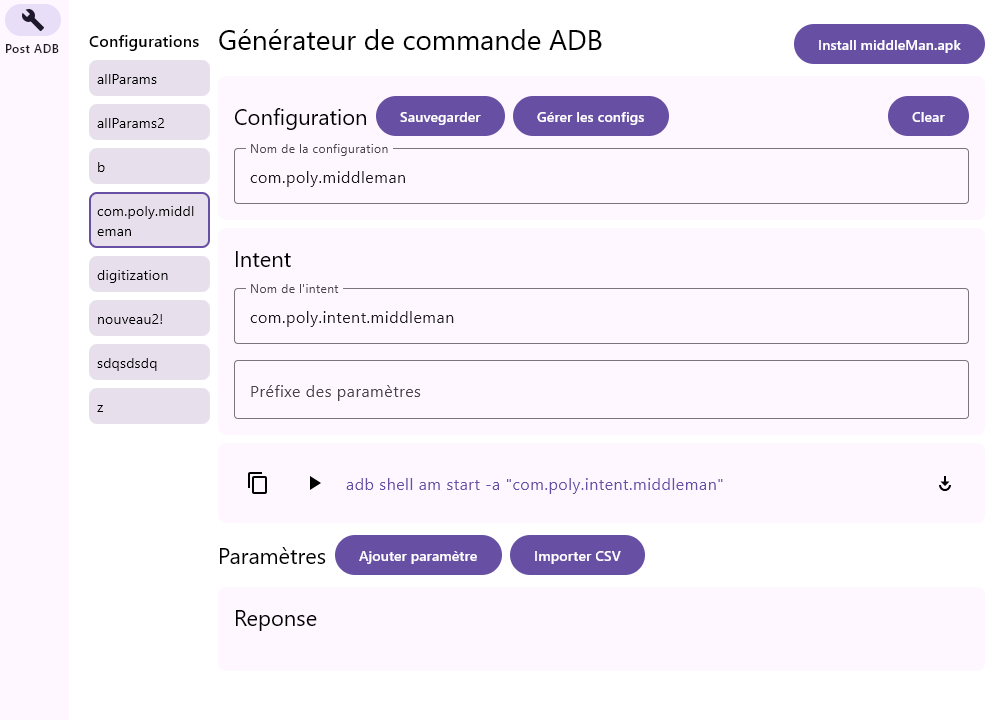 Post ADB
Configurations
allParams
allParams2
b
com.poly.middl
eman
digitization
nouveau2!
sdqsdsdq
z
Générateur de commande ADB
Install middleMan.apk
Configuration
Sauvegarder
Gérer les configs
Clear
Nom de la configuration
com.poly.middleman
Intent
Nom de l'intent
com.poly.intent.middleman
Préfixe des paramètres
adb shell am start -a "com.poly.intent.middleman"
Paramètres
Ajouter paramètre
Importer CSV
Reponse